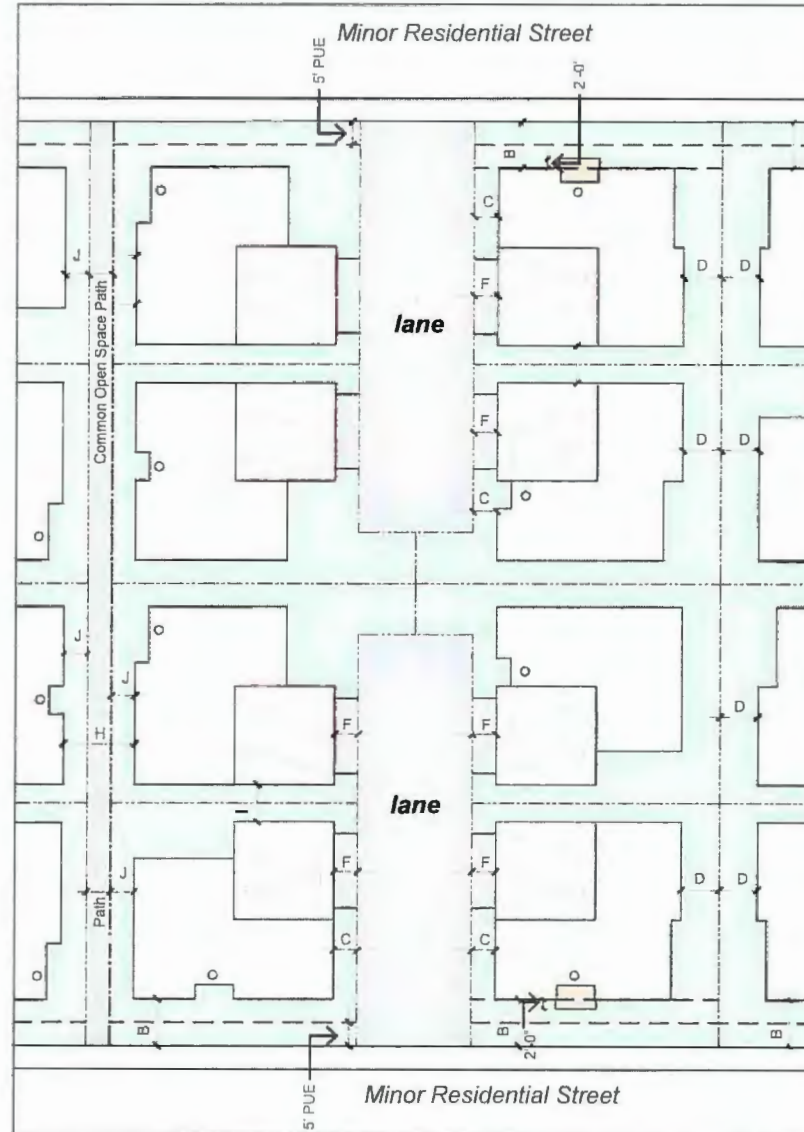 Minor Residential Street
5' PUE
2'-0"
B
C
O
J
Common Open Space Path
O
D
D
lane
F
F
D
D
O
C
O
O
J
O
O
J
O
H
F
F
D
I
lane
Path
J
F
F
D
D
C
C
O
O
O
B
B
B
2'-0"
5' PUE
Minor Residential Street